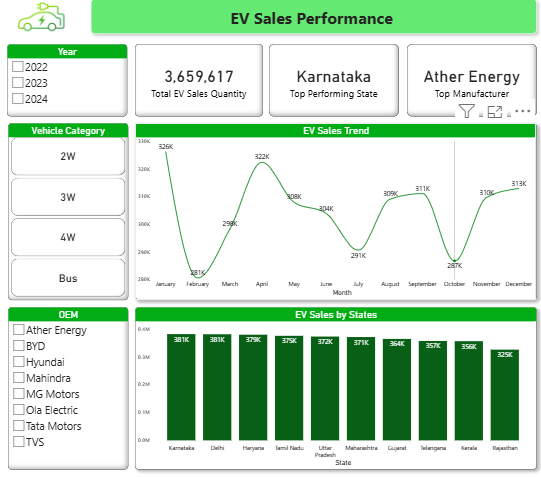 EV Sales Performance
Year
2022
2023
2024
3,659,617
Total EV Sales Quantity
Karnataka
Top Performing State
Ather Energy
Top Manufacturer
Vehicle Category
2W
3W
4W
Bus
EV Sales Trend
330K
320K
310K
300K
290K
280K
326K
281K
298K
322K
308K
304K
291K
309K
311K
287K
310K
313K
January February March April May June July August September October November December
Month
OEM
Ather Energy
BYD
Hyundai
Mahindra
MG Motors
Ola Electric
Tata Motors
TVS
EV Sales by States
0.4M
0.3M
0.2M
0.1M
0.0M
381K 381K 379K 375K 372K 371K 364K 357K 356K 325K
Karnataka Delhi Haryana Tamil Nadu Uttar Pradesh Maharashtra Gujarat Telangana Kerala Rajasthan
State